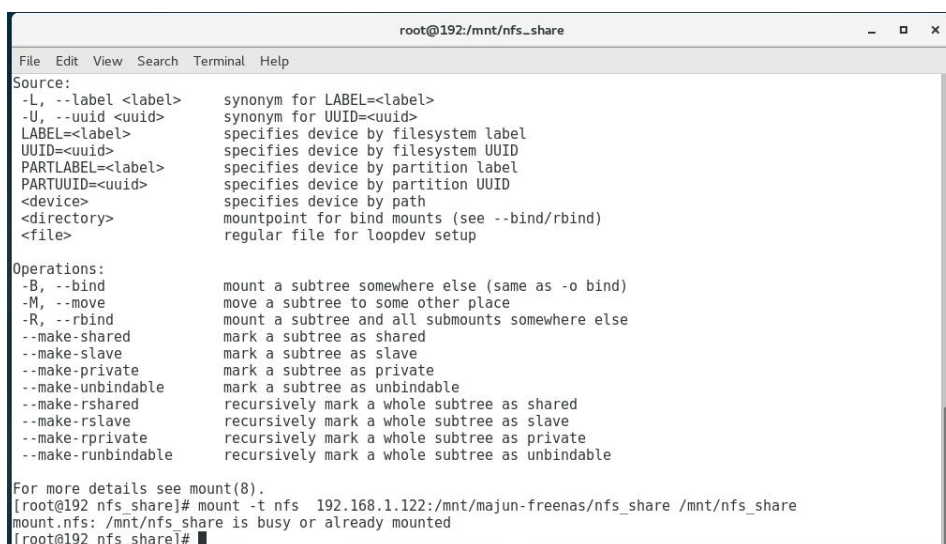 root@192:/mnt/nfs_share
File Edit View Search Terminal Help
Source:
-L, --label <label> synonym for LABEL=<label>
-U, --uuid <uuid> synonym for UUID=<uuid>
LABEL=<label> specifies device by filesystem label
UUID=<uuid> specifies device by filesystem UUID
PARTLABEL=<label> specifies device by partition label
PARTUUID=<uuid> specifies device by partition UUID
<device> specifies device by path
<directory> mountpoint for bind mounts (see --bind/rbind)
<file> regular file for loopdev setup
Operations:
-B, --bind mount a subtree somewhere else (same as -o bind)
-M, --move move a subtree to some other place
-R, --rbind mount a subtree and all submounts somewhere else
--make-shared mark a subtree as shared
--make-slave mark a subtree as slave
--make-private mark a subtree as private
--make-unbindable mark a subtree as unbindable
--make-rshared recursively mark a whole subtree as shared
--make-rslave recursively mark a whole subtree as slave
--make-rprivate recursively mark a whole subtree as private
--make-runbindable recursively mark a whole subtree as unbindable
For more details see mount(8).
[root@192 nfs_share]# mount -t nfs 192.168.1.122:/mnt/majun-freenas/nfs_share /mnt/nfs_share
mount.nfs: /mnt/nfs_share is busy or already mounted
[root@192 nfs_share]#